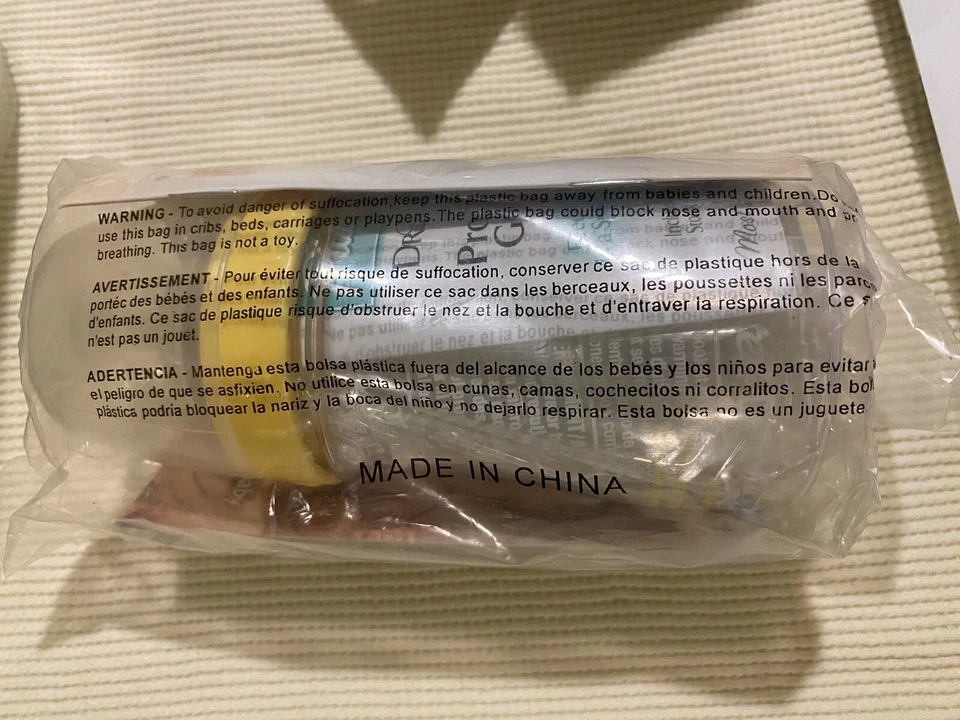 WARNING - To avoid danger of suffocation,keep this plastic bag away from babies and children.Do
use this bag in cribs, beds, carriages or playpens.The plastic bag could block nose and mouth and pr
breathing. This bag is not a toy.
AVERTISSEMENT - Pour éviter tout risque de suffocation, conserver ce sac de plastique hors de la
portéc des bébés et des enfants. Ne pas utiliser ce sac dans les berceaux, les poussettes ni les parcs
d'enfants. Ce sac de plastique risque d'obstruer le nez et la bouche et d'entraver la respiration. Ce s
n'est pas un jouet.
ADERTENCIA - Mantenga esta bolsa plástica fuera del alcance de los bebés y los niños para evitar
el peligro de que se asfixien. No utilice esta bolsa en cunas, camas, cochecitos ni corralitos. Esta bol
plástica podria bloquear la nariz y la boca del niño y no dejarlo respirar. Esta bolsa no es un juguete
MADE IN CHINA